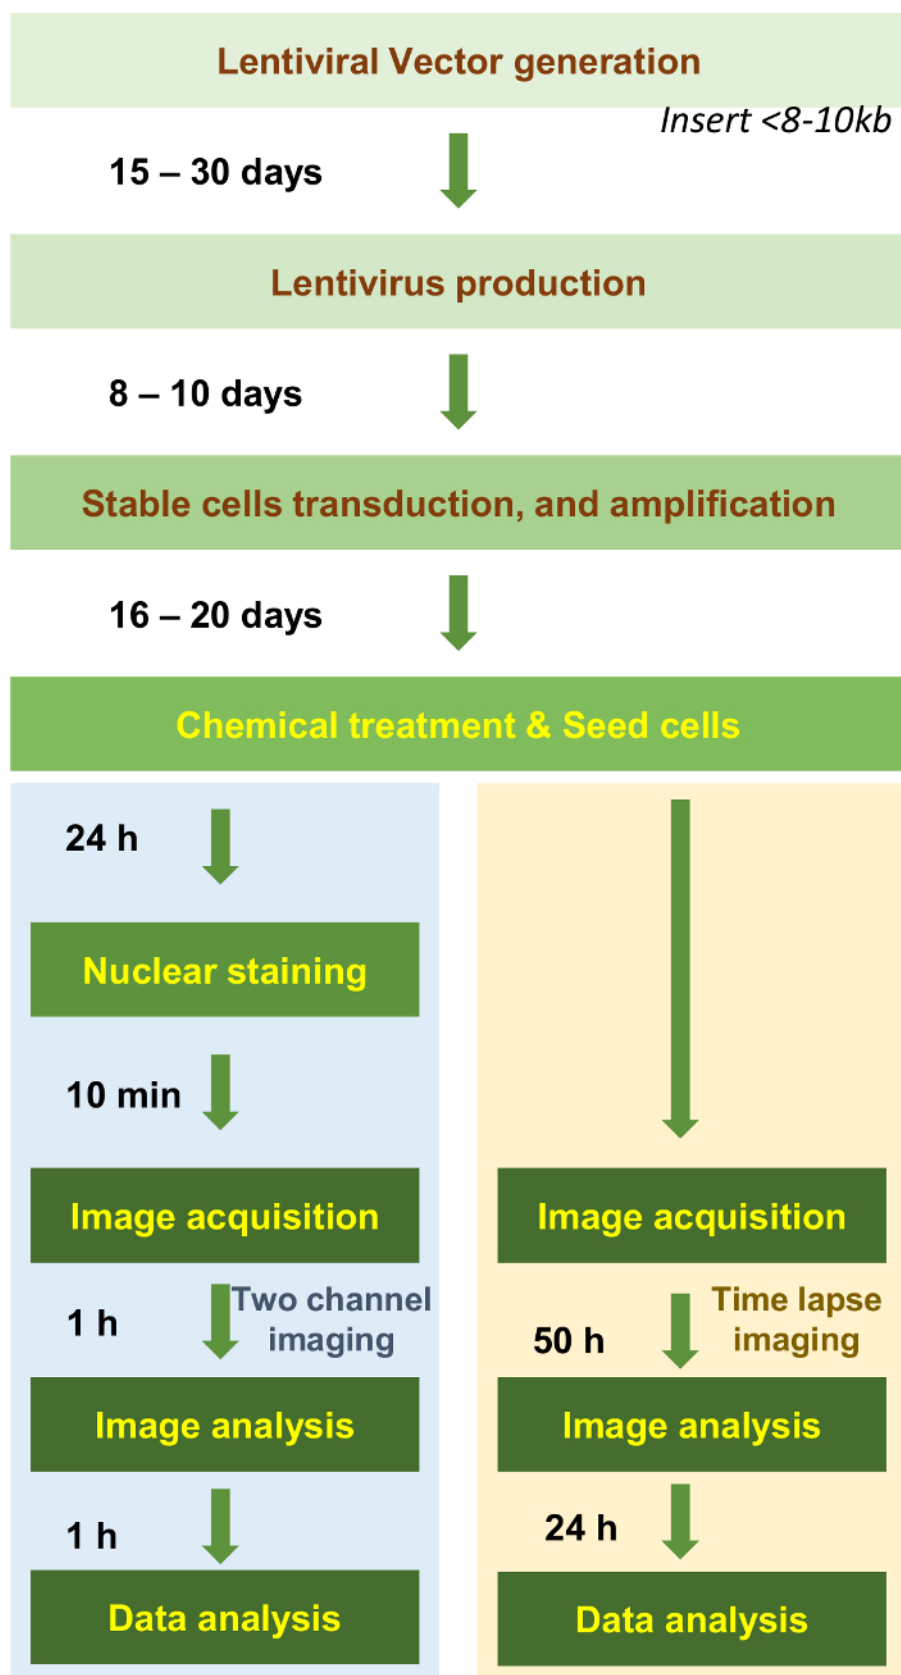 Lentiviral Vector generation
Insert <8-10kb
15 – 30 days
Lentivirus production
8 – 10 days
Stable cells transduction, and amplification
16 – 20 days
Chemical treatment & Seed cells
24 h
Nuclear staining
10 min
Image acquisition
Two channel
imaging
1 h
Image analysis
1 h
Data analysis
Image acquisition
Time lapse
imaging
50 h
Image analysis
24 h
Data analysis